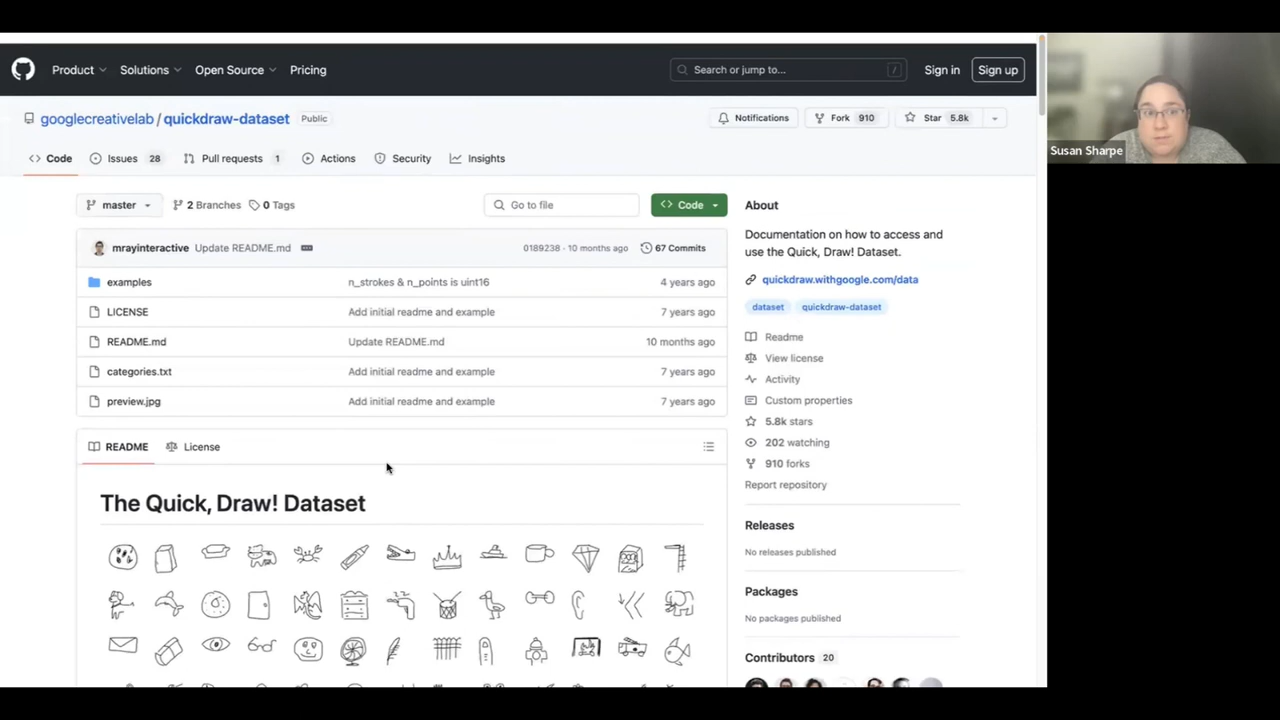 Product Solutions Open Source Pricing Search or jump to... / Sign in Sign up
googlecreativelab / quickdraw-dataset Public Notifications Fork 910 Star 5.8k
Code Issues 28 Pull requests 1 Actions Security Insights
Susan Sharpe
master 2 Branches 0 Tags Go to file Code
mrayinteractive Update README.md 0189238 · 10 months ago 67 Commits
examples n_strokes & n_points is uint16 4 years ago
LICENSE Add initial readme and example 7 years ago
README.md Update README.md 10 months ago
categories.txt Add initial readme and example 7 years ago
preview.jpg Add initial readme and example 7 years ago
README License
The Quick, Draw! Dataset
About
Documentation on how to access and
use the Quick, Draw! Dataset.
quickdraw.withgoogle.com/data
dataset quickdraw-dataset
Readme
View license
Activity
Custom properties
5.8k stars
202 watching
910 forks
Report repository
Releases
No releases published
Packages
No packages published
Contributors 20